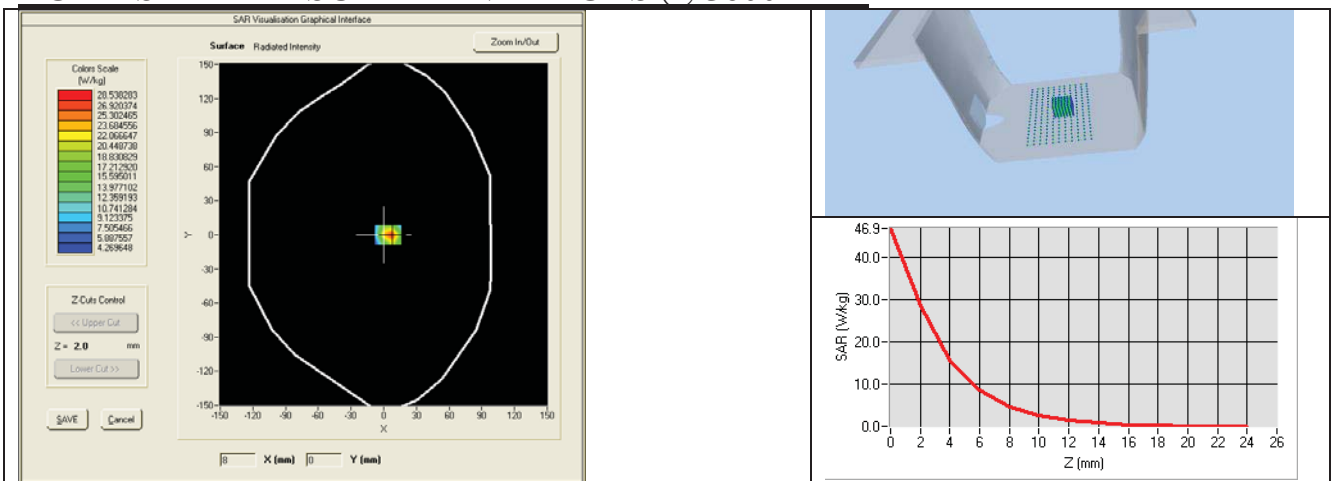 SAR Visualisation Graphical Interface
Surface Radiated Intensity
Zoom In/Out
Colors Scale
(W/kg)
28.538283
26.920374
25.302465
23.684556
22.066647
20.448738
18.830829
17.212920
15.595011
13.977102
12.359193
10.741284
9.123375
7.505466
5.887557
4.269648
Z-Cuts Control
<< Upper Cut
Z = 2.0 mm
Lower Cut >>
SAVE Cancel
150-
120-
90-
60-
30-
0-
-30-
-60-
-90-
-120-
-150-
Y
-150 -120 -90 -60 -30 0 30 60 90 120 150
X
8 X (mm) 0 Y (mm)
46.9-
40.0-
30.0-
20.0-
10.0-
0.0-
SAR (W/kg)
0 2 4 6 8 10 12 14 16 18 20 22 24 26
Z (mm)